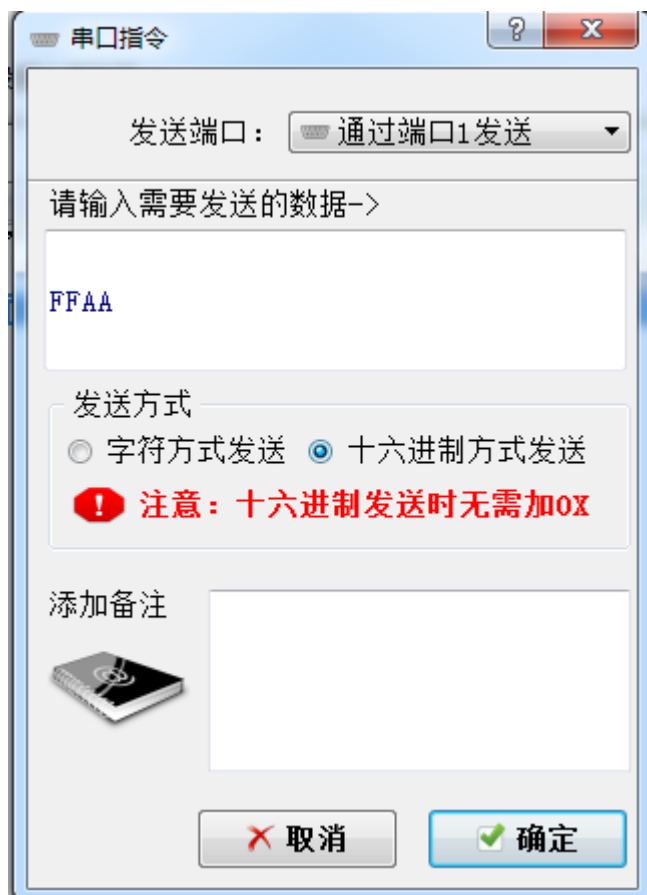 串口指令
发送端口：
通过端口1发送
请输入需要发送的数据->
FFAA
发送方式
字符方式发送
十六进制方式发送
注意：十六进制发送时无需加0X
添加备注
取消
确定